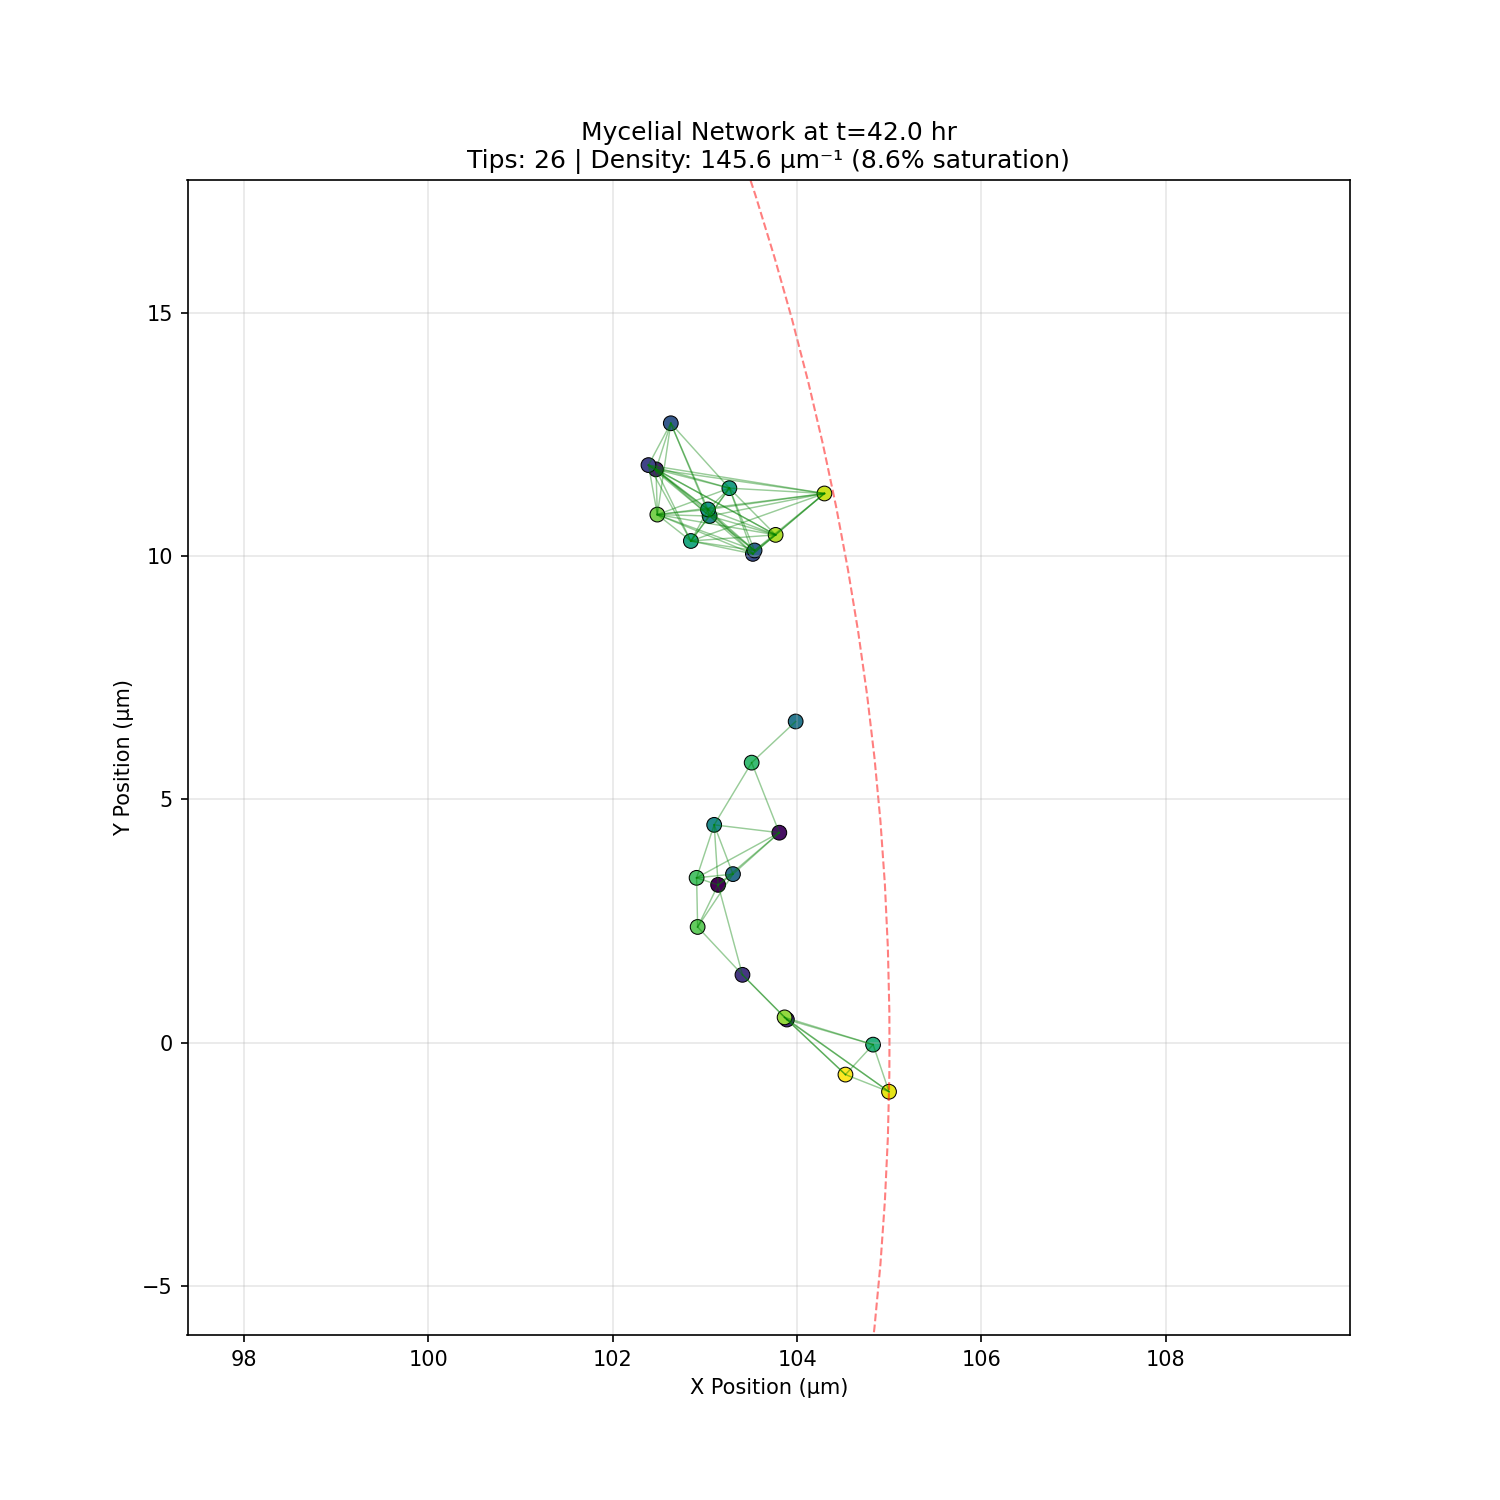 Mycelial Network at t=42.0 hr
Tips: 26 | Density: 145.6 μm⁻¹ (8.6% saturation)
15
10
5
0
−5
Y Position (μm)
98 100 102 104 106 108
X Position (μm)